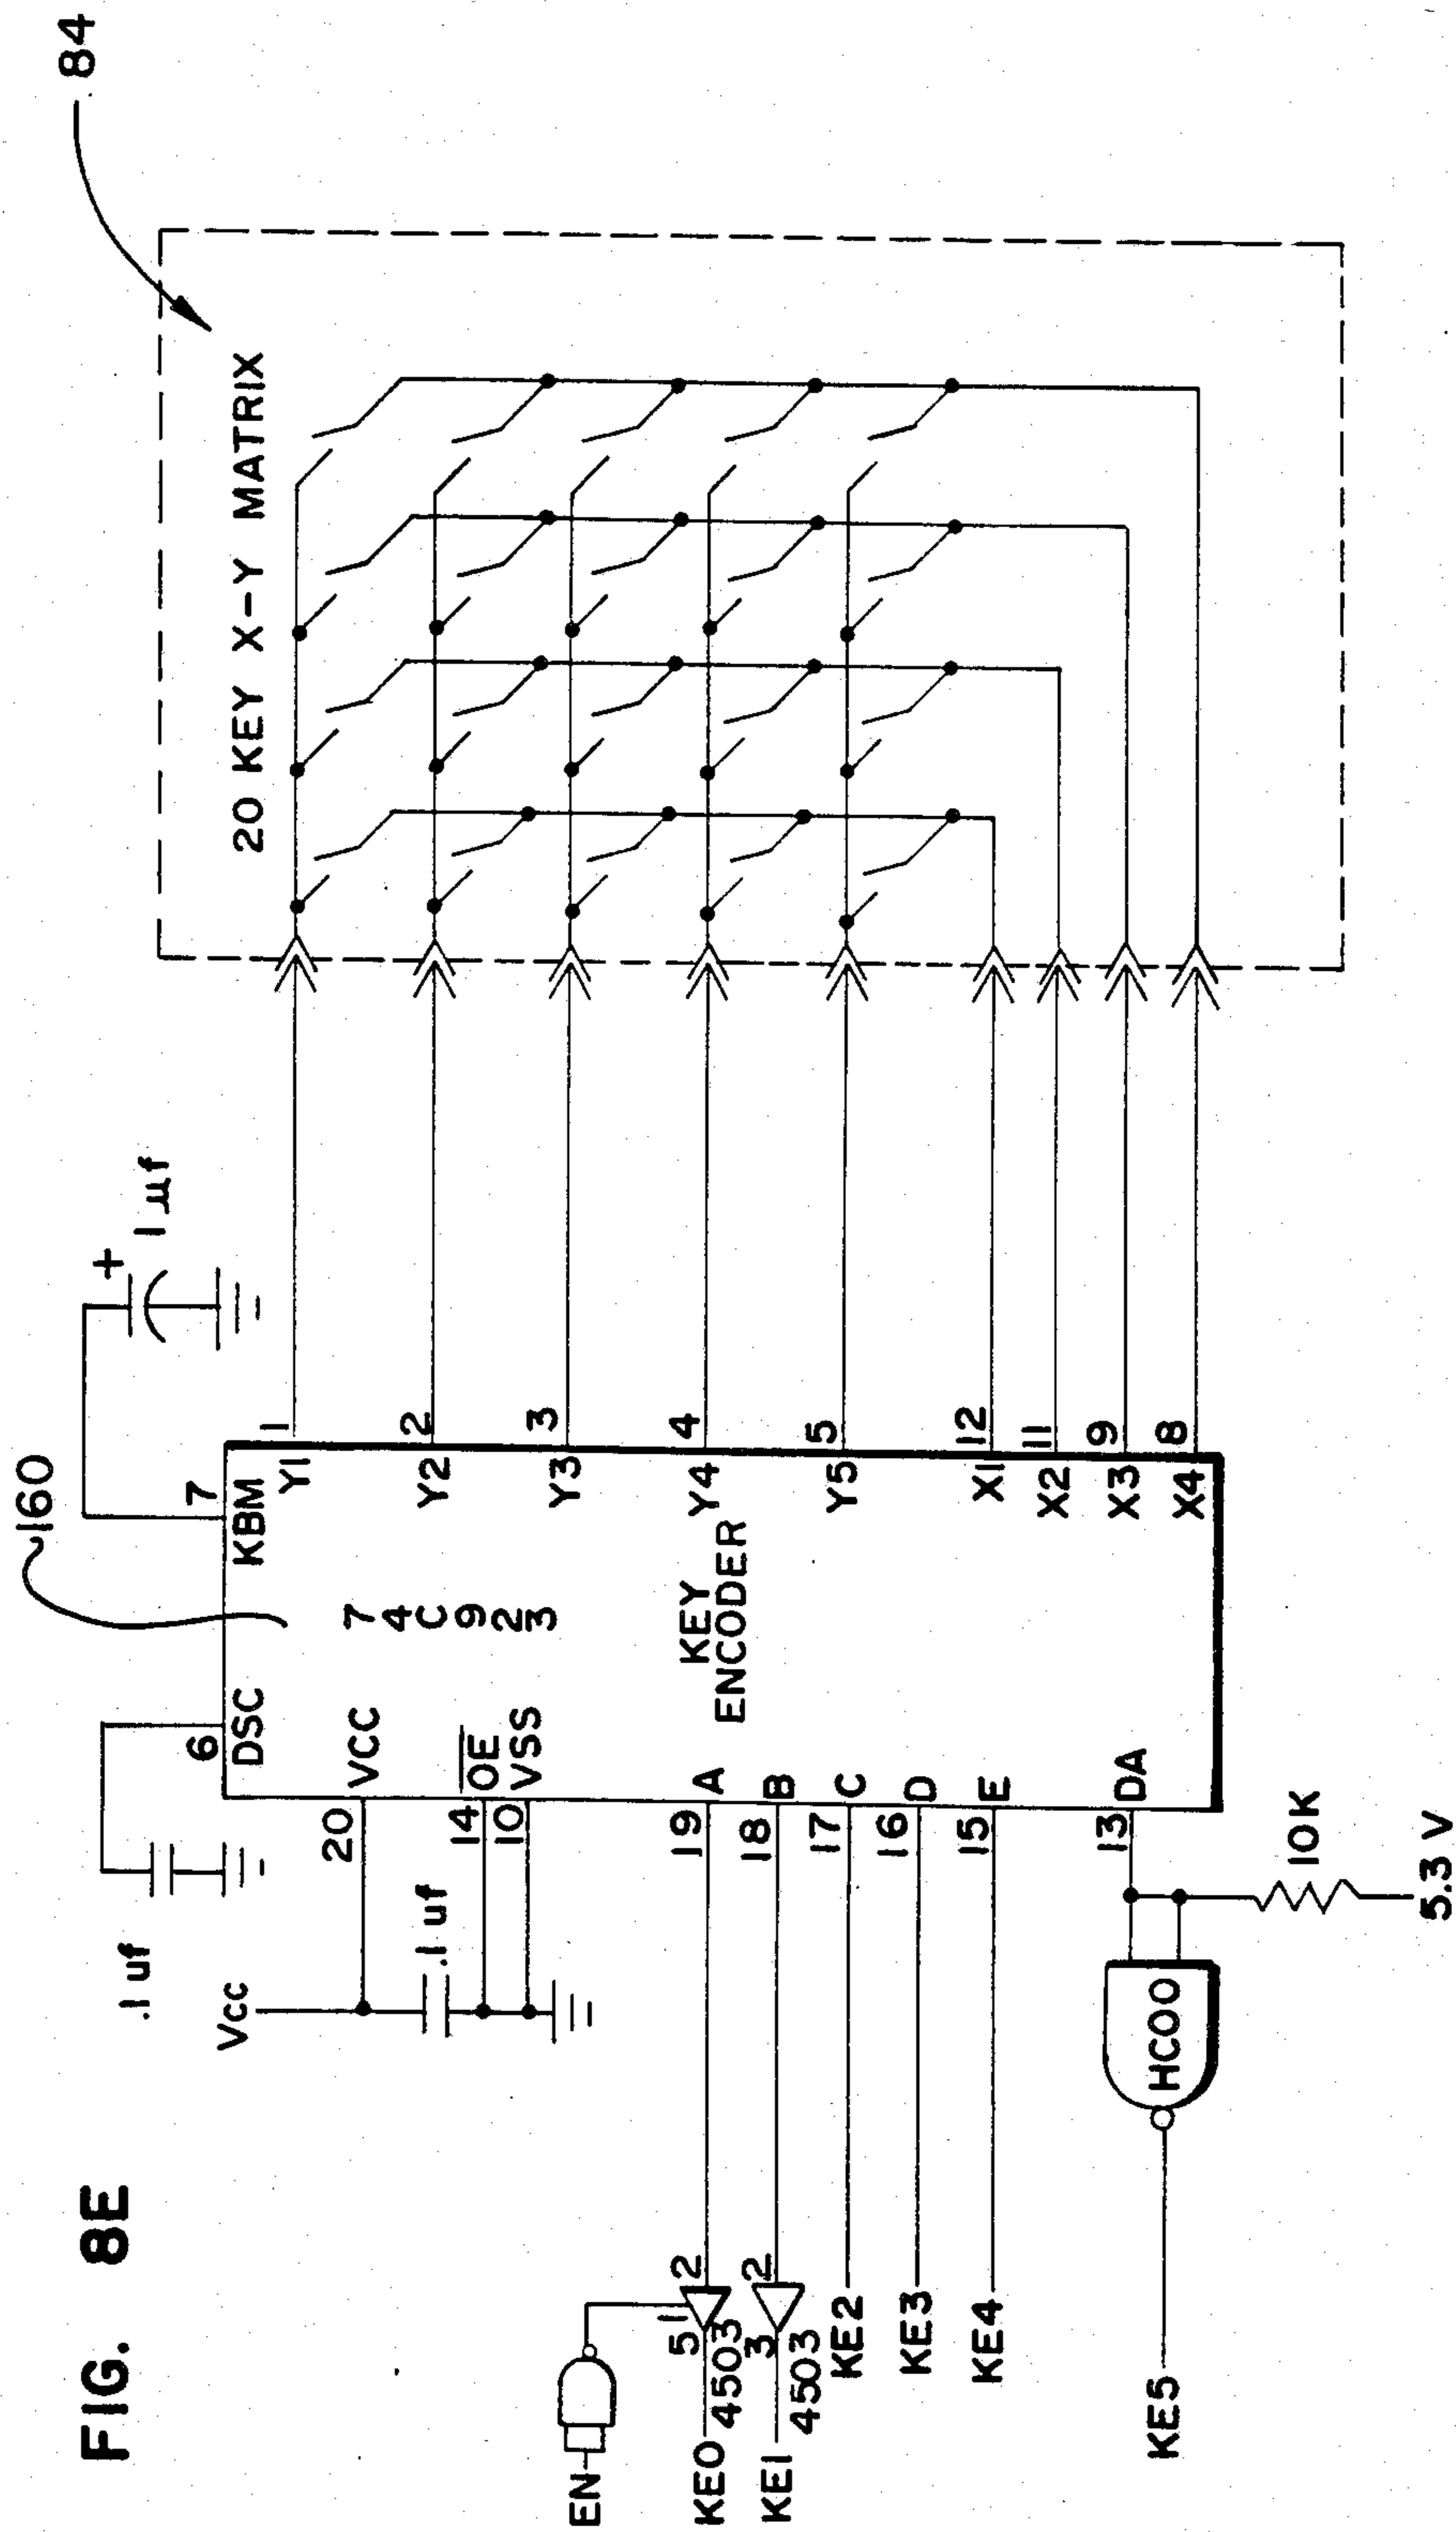 FIG. 8E
84
160
20 KEY X-Y MATRIX
+
1 µf
.1 uf
6
7
DSC
KBM
74C923
KEY
ENCODER
Vcc
.1 uf
20
VCC
14
OE
10
VSS
19
A
18
B
17
C
16
D
15
E
13
DA
Y1
1
Y2
2
Y3
3
Y4
4
Y5
5
X1
12
X2
11
X3
9
X4
8
EN
KE0
5
1
2
4503
KE1
3
2
4503
KE2
KE3
KE4
KE5
HC00
10K
5.3 V